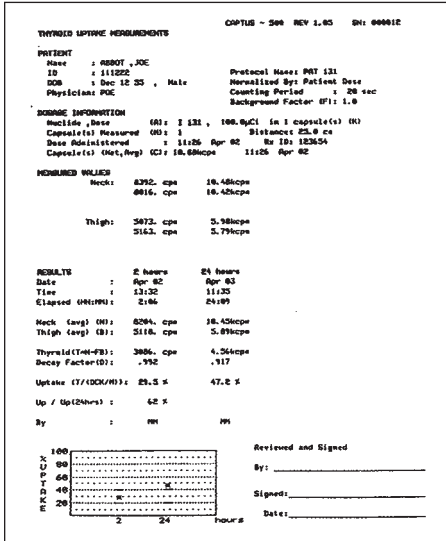 CAPTUS ~ 500 REV 1.05 SN: 000012
THYROID UPTAKE MEASUREMENTS
PATIENT
Name : ABBOT ,JOE
ID : 111222 Protocol Name: PAT 131
DOB : Dec 12 55 , Male Normalized By: Patient Dose
Physician: POE Counting Period : 20 sec
Background Factor (F): 1.0
DOSAGE INFORMATION
Nuclide ,Dose (A): I 131 , 100.0µCi in 1 capsule(s) (K)
Capsule(s) Measured (M): 1 Distance: 25.0 cm
Dose Administered : 11:26 Apr 02 Rx ID: 123654
Capsule(s) (Net,Avg) (C): 10.68kcpm 11:26 Apr 02
MEASURED VALUES
Neck: 8392. cpm 10.48kcpm
8016. cpm 10.42kcpm
Thigh: 5073. cpm 5.98kcpm
5163. cpm 5.79kcpm
RESULTS 2 hours 24 hours
Date : Apr 02 Apr 03
Time : 13:32 11:35
Elapsed (HH:MM): 2:06 24:09
Neck (avg) (N): 8204. cpm 10.45kcpm
Thigh (avg) (B): 5118. cpm 5.89kcpm
Thyroid(T=N-FB): 3086. cpm 4.56kcpm
Decay Factor(D): .992 .917
Uptake (T/(DCK/M)): 29.5 % 47.2 %
Up / Up(24hrs) : 62 %
By : MM MM
% UPTAKE
100
80
60
40
20
2 24 hours
Reviewed and Signed
By:
Signed:
Date: